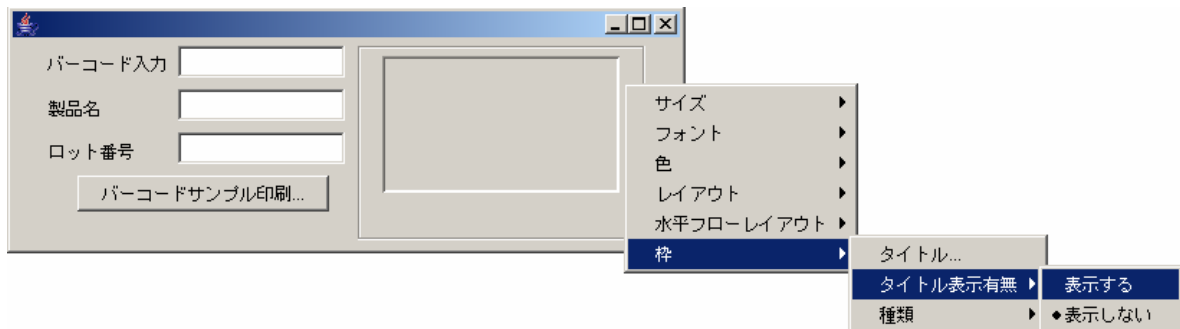 バーコード入力
製品名
ロット番号
バーコードサンプル印刷...
サイズ
フォント
色
レイアウト
水平フローレイアウト
枠
タイトル...
タイトル表示有無
種類
表示する
◆表示しない